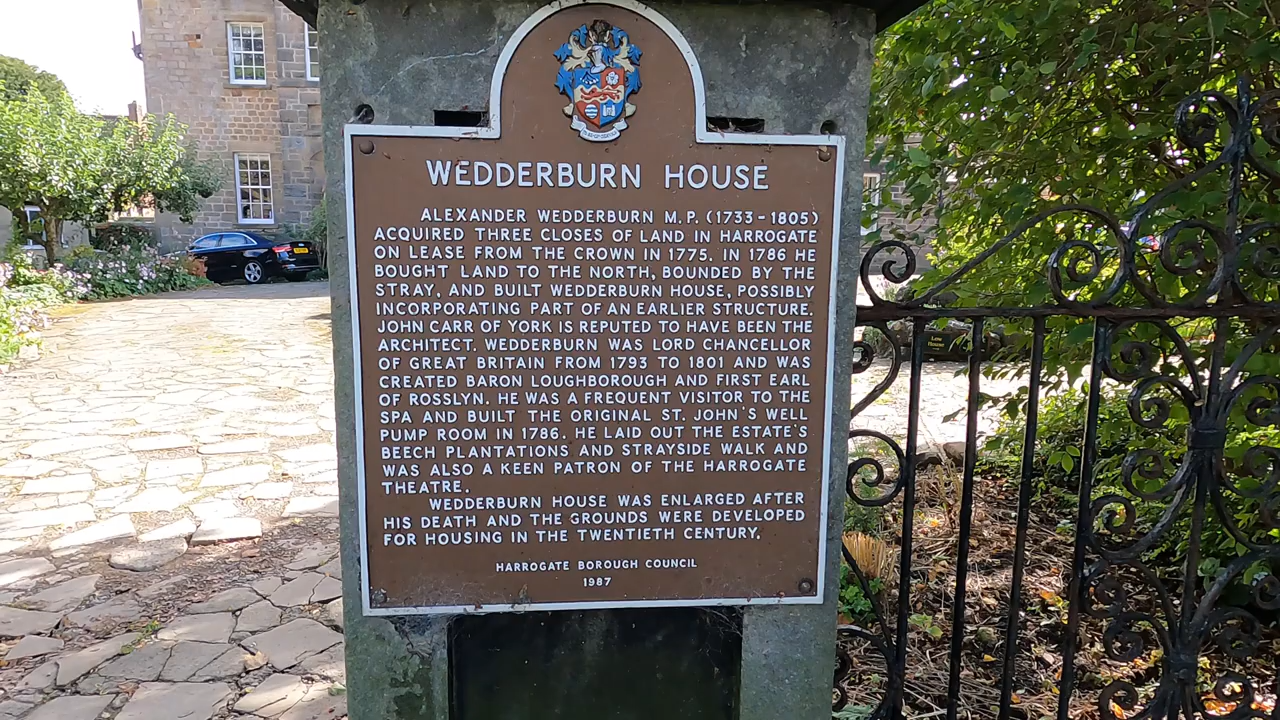 WEDDERBURN HOUSE
ALEXANDER WEDDERBURN M.P. (1733-1805)
ACQUIRED THREE CLOSES OF LAND IN HARROGATE
ON LEASE FROM THE CROWN IN 1775. IN 1786 HE
BOUGHT LAND TO THE NORTH, BOUNDED BY THE
STRAY, AND BUILT WEDDERBURN HOUSE, POSSIBLY
INCORPORATING PART OF AN EARLIER STRUCTURE.
JOHN CARR OF YORK IS REPUTED TO HAVE BEEN THE
ARCHITECT. WEDDERBURN WAS LORD CHANCELLOR
OF GREAT BRITAIN FROM 1793 TO 1801 AND WAS
CREATED BARON LOUGHBOROUGH AND FIRST EARL
OF ROSSLYN. HE WAS A FREQUENT VISITOR TO THE
SPA AND BUILT THE ORIGINAL ST. JOHN'S WELL
PUMP ROOM IN 1786. HE LAID OUT THE ESTATE'S
BEECH PLANTATIONS AND STRAYSIDE WALK AND
WAS ALSO A KEEN PATRON OF THE HARROGATE
THEATRE.
WEDDERBURN HOUSE WAS ENLARGED AFTER
HIS DEATH AND THE GROUNDS WERE DEVELOPED
FOR HOUSING IN THE TWENTIETH CENTURY.
HARROGATE BOROUGH COUNCIL
1987